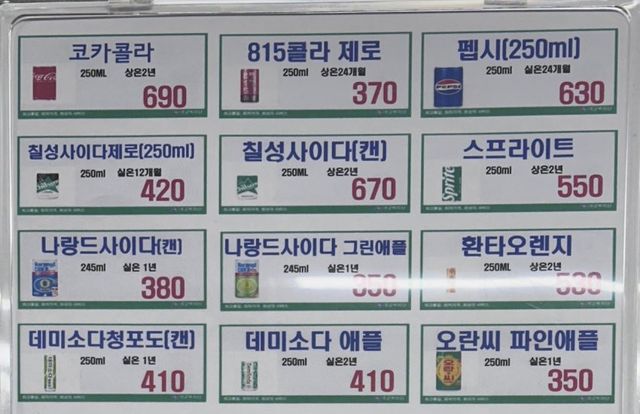 코카콜라
250ML 상온2년
690
815콜라 제로
250ml 상온24개월
370
펩시(250ml)
PEPSI
250ml 실온24개월
630
칠성사이다제로(250ml)
250ml 실온12개월
420
칠성사이다(캔)
250ML 상온2년
670
스프라이트
Sprite
250ml 상온2년
550
나랑드사이다(캔)
245ml 실온 1년
380
나랑드사이다 그린애플
245ml 실온1년
환타오렌지
250ML 상온2년
데미소다청포도(캔)
250ml 실온 1년
410
데미소다 애플
250ml 실온2년
410
오란씨 파인애플
오란씨
250ml 실온1년
350